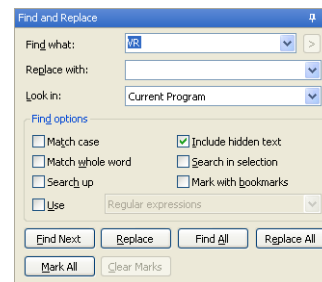 Find and Replace
Find what: VR >
Replace with:
Look in: Current Program
Find options
Match case Include hidden text
Match whole word Search in selection
Search up Mark with bookmarks
Use Regular expressions
Find Next Replace Find All Replace All
Mark All Clear Marks